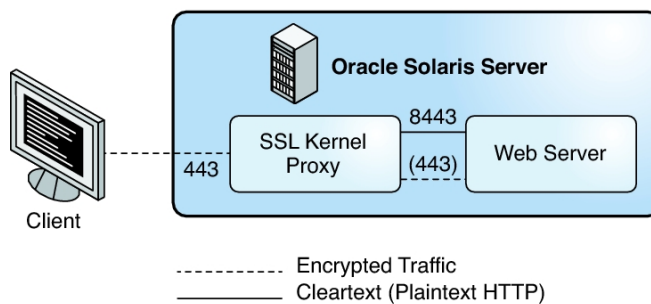 Oracle Solaris Server
8443
SSL Kernel
Proxy
Web Server
443
(443)
Client
Encrypted Traffic
Cleartext (Plaintext HTTP)